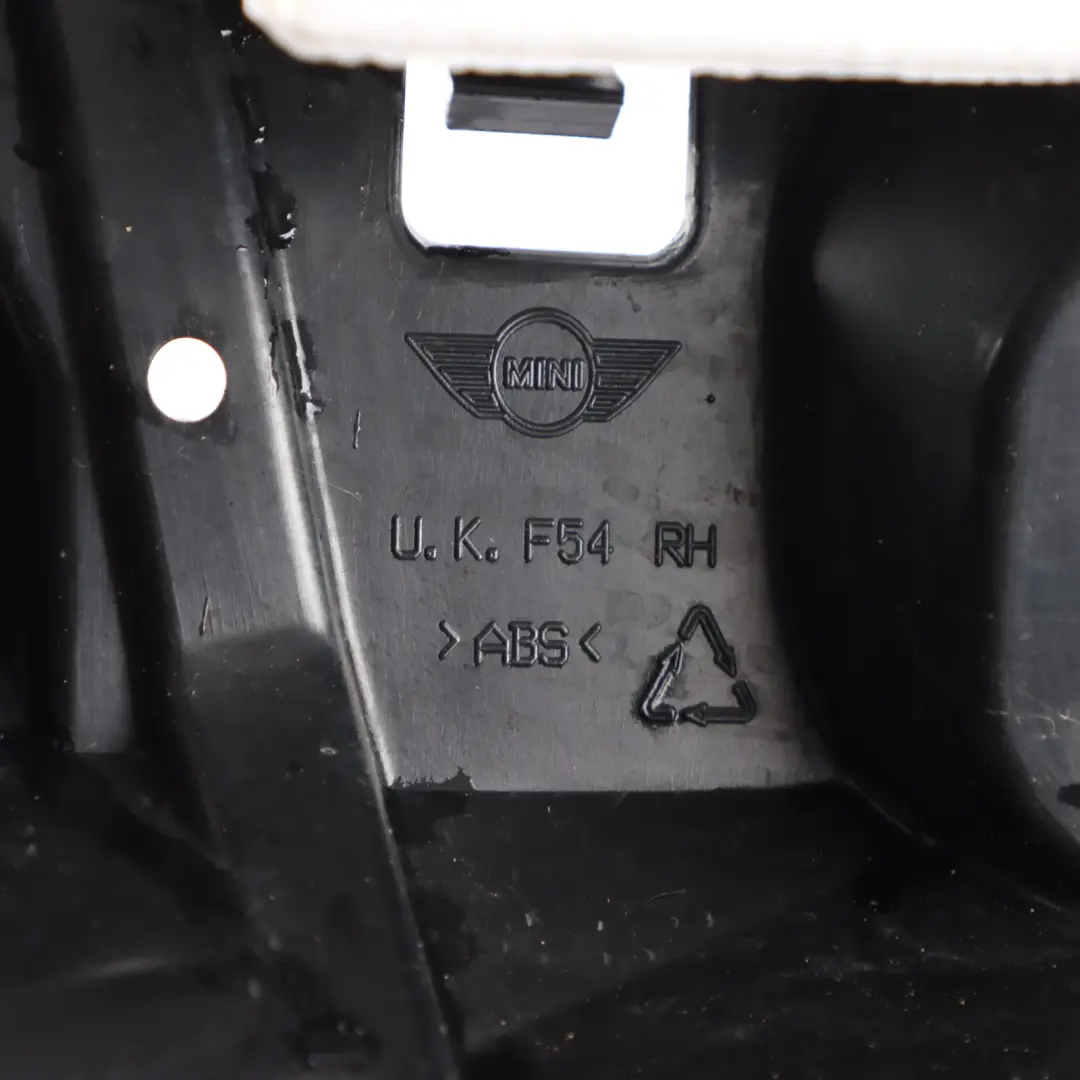 MINI
U.K. F54 RH
>ABS<